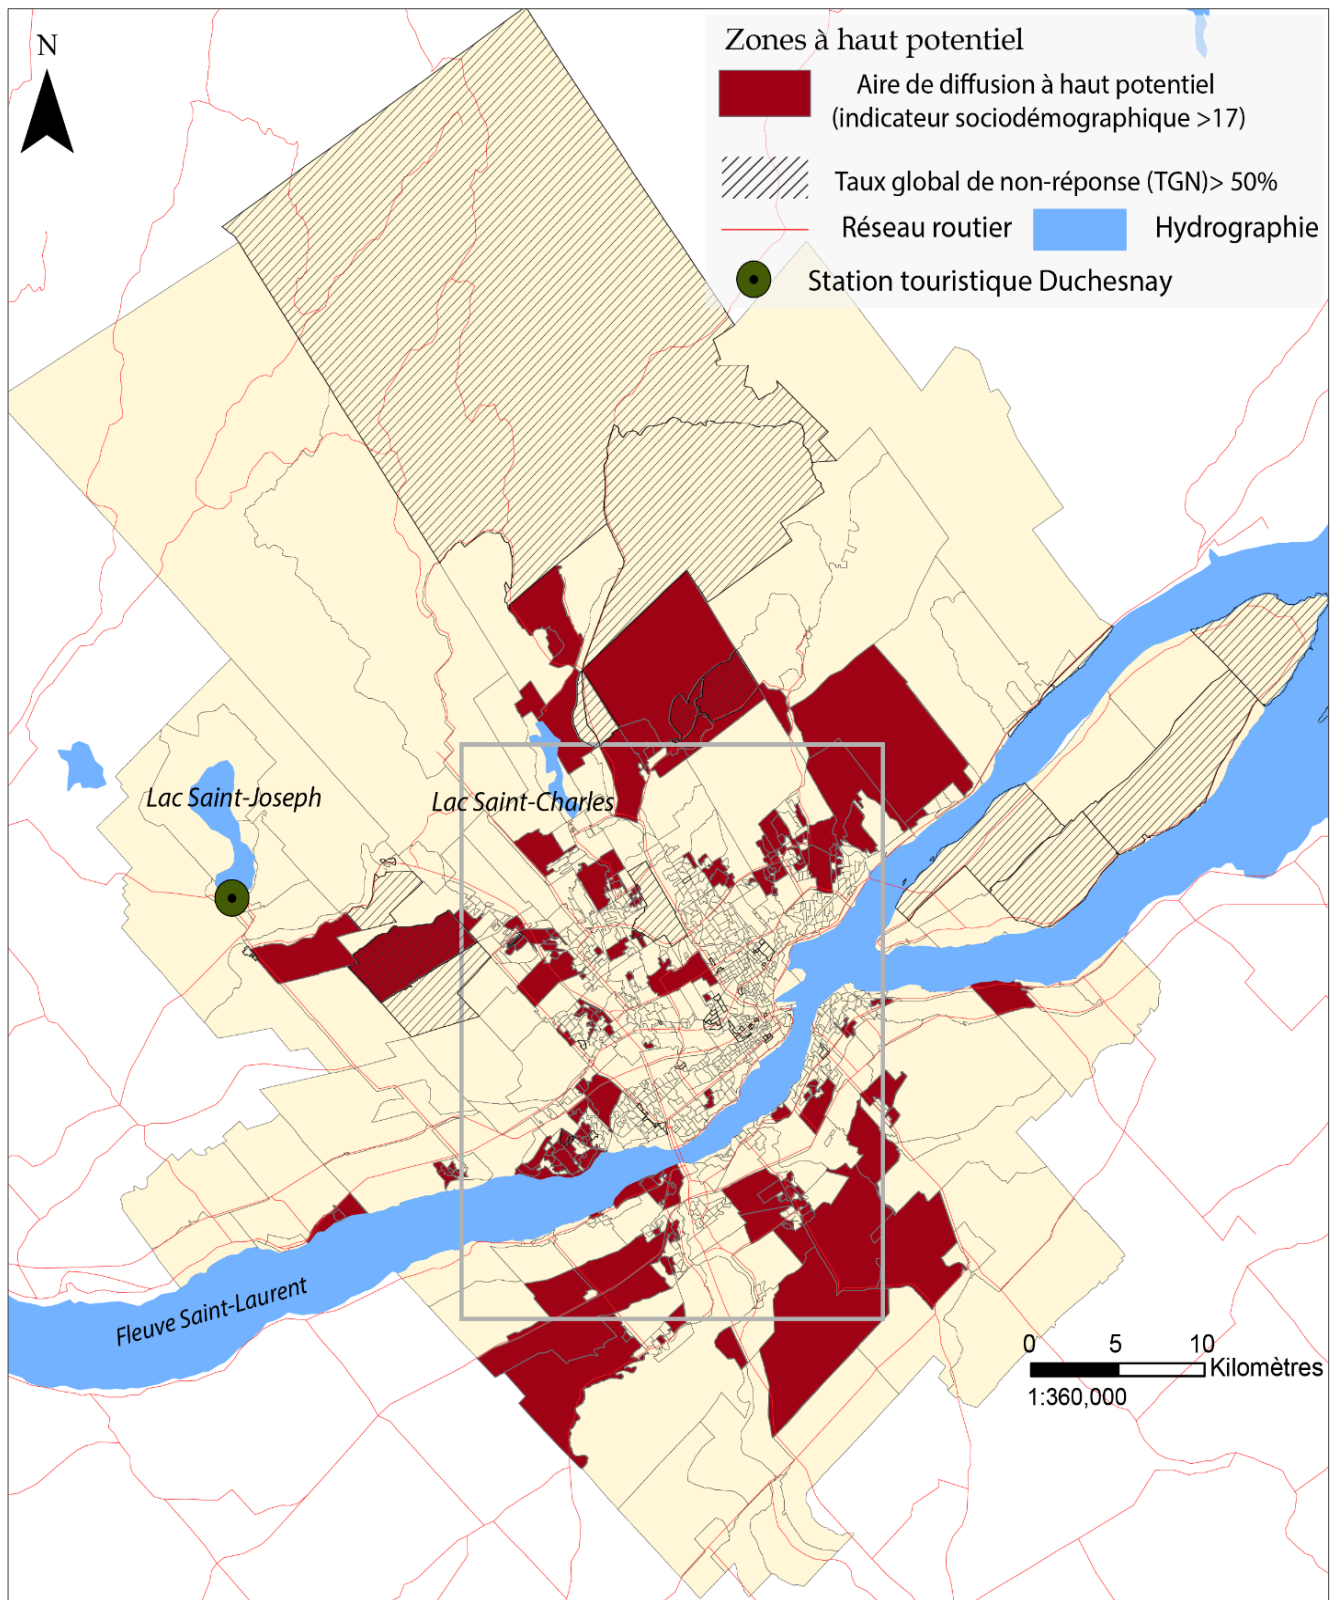 N
Zones à haut potentiel
Aire de diffusion à haut potentiel
(indicateur sociodémographique >17)
Taux global de non-réponse (TGN)> 50%
Réseau routier
Hydrographie
Station touristique Duchesnay
Lac Saint-Joseph
Lac Saint-Charles
Fleuve Saint-Laurent
0 5 10
Kilomètres
1:360,000